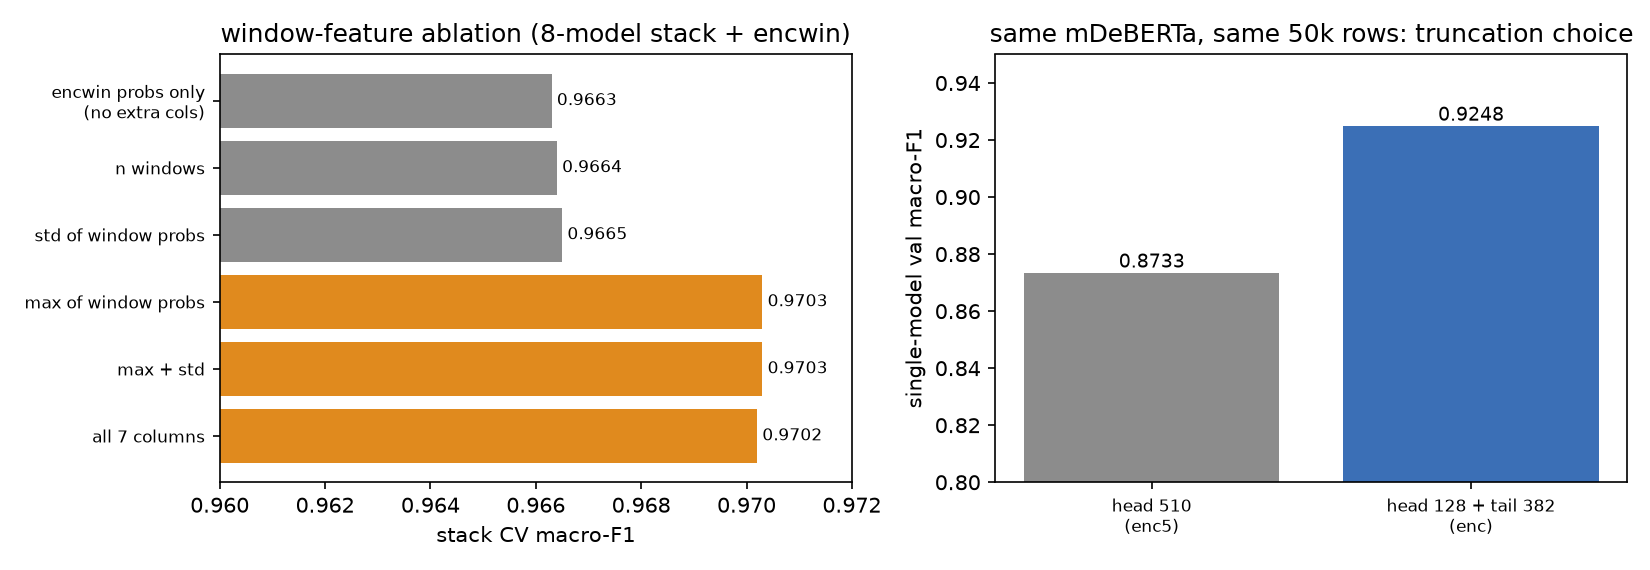 window-feature ablation (8-model stack + encwin)
encwin probs only
(no extra cols)
0.9663
n windows
0.9664
std of window probs
0.9665
max of window probs
0.9703
max + std
0.9703
all 7 columns
0.9702
0.960 0.962 0.964 0.966 0.968 0.970 0.972
stack CV macro-F1
same mDeBERTa, same 50k rows: truncation choice
single-model val macro-F1
0.94
0.92
0.90
0.88
0.86
0.84
0.82
0.80
0.8733
0.9248
head 510
(enc5)
head 128 + tail 382
(enc)